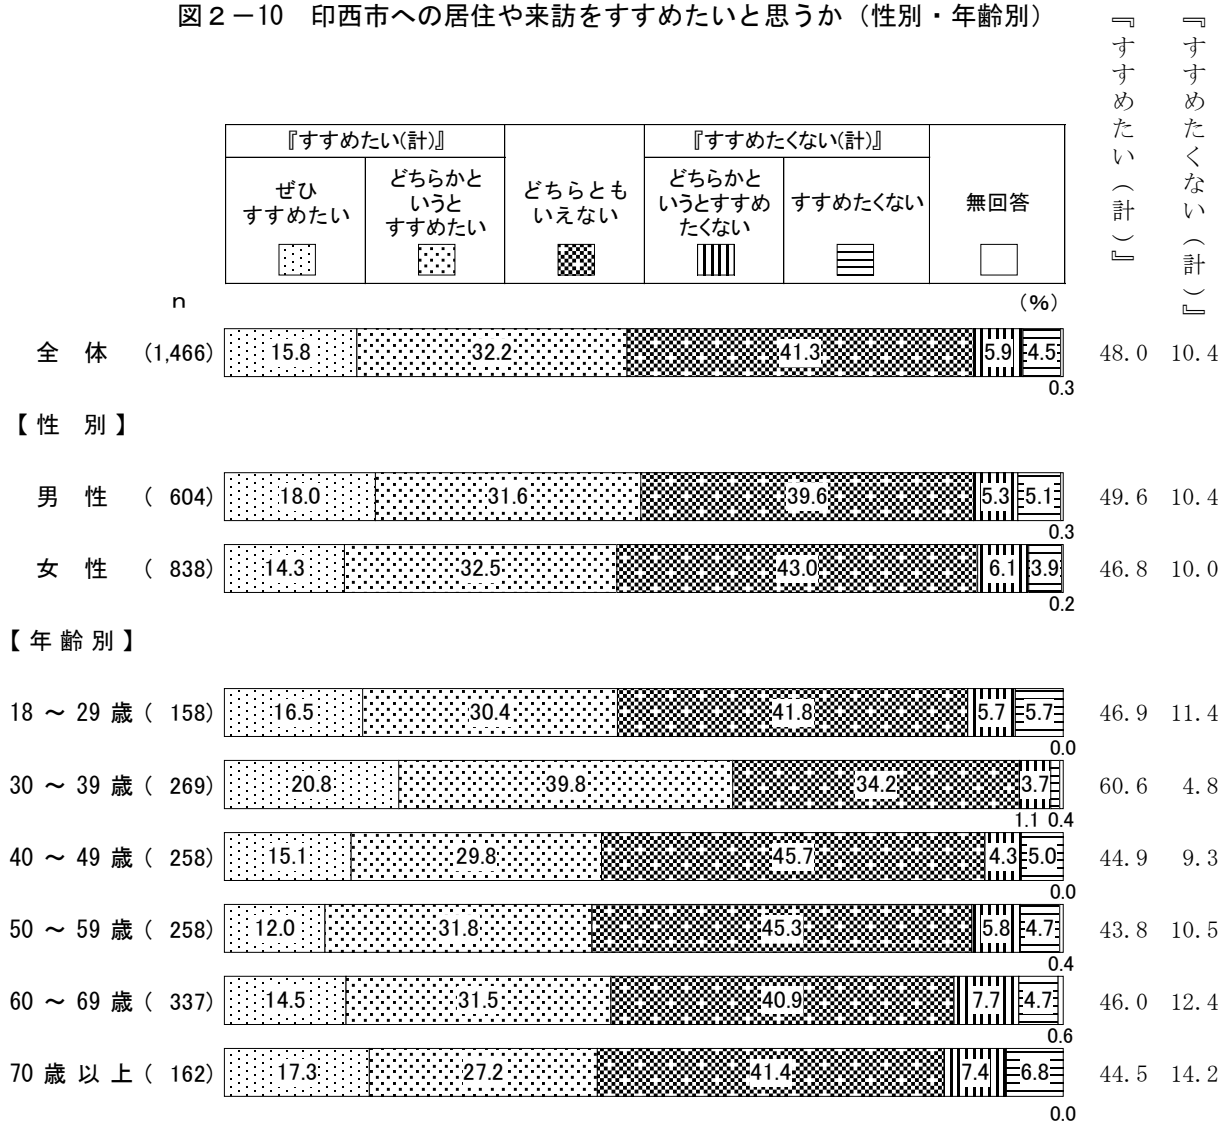 図２－10　印西市への居住や来訪をすすめたいと思うか（性別・年齢別）
『すすめたい（計）』
『すすめたくない（計）』
『すすめたい(計)』
『すすめたくない(計)』
ぜひ
すすめたい
どちらかと
いうと
すすめたい
どちらとも
いえない
どちらかと
いうとすすめ
たくない
すすめたくない
無回答
n
(%)
全　体　(1,466) 15.8 32.2 41.3 5.9 4.5 48.0 10.4
0.3
【性　別】
男　性　(　604) 18.0 31.6 39.6 5.3 5.1 49.6 10.4
0.3
女　性　(　838) 14.3 32.5 43.0 6.1 3.9 46.8 10.0
0.2
【年齢別】
18 ～ 29 歳 (　158) 16.5 30.4 41.8 5.7 5.7 46.9 11.4
0.0
30 ～ 39 歳 (　269) 20.8 39.8 34.2 3.7 60.6 4.8
1.1 0.4
40 ～ 49 歳 (　258) 15.1 29.8 45.7 4.3 5.0 44.9 9.3
0.0
50 ～ 59 歳 (　258) 12.0 31.8 45.3 5.8 4.7 43.8 10.5
0.4
60 ～ 69 歳 (　337) 14.5 31.5 40.9 7.7 4.7 46.0 12.4
0.6
70 歳 以 上 (　162) 17.3 27.2 41.4 7.4 6.8 44.5 14.2
0.0